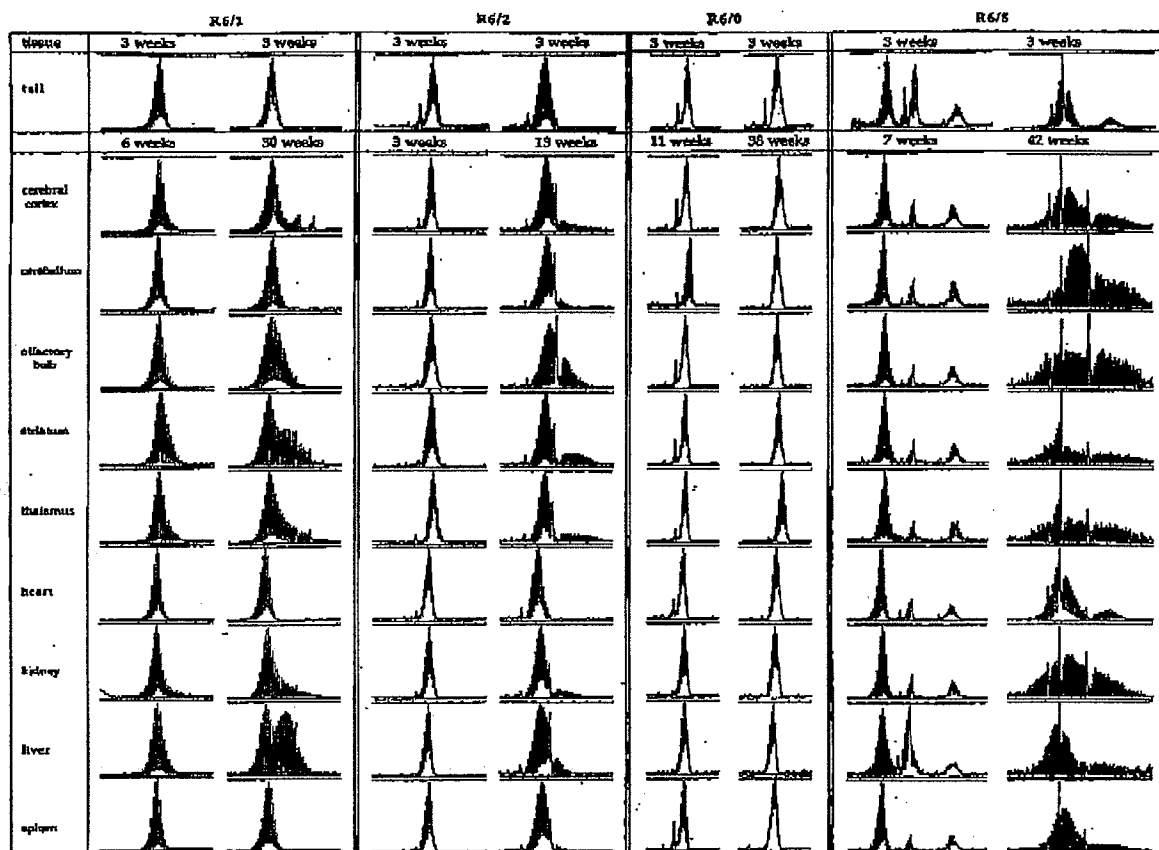 R6/1 R6/2 R6/0 R6/5
tissue 3 weeks 3 weeks 3 weeks 3 weeks 3 weeks 3 weeks 3 weeks 3 weeks
tail
6 weeks 30 weeks 3 weeks 13 weeks 11 weeks 38 weeks 7 weeks 42 weeks
cerebral
cortex
cerebellum
olfactory
bulb
striatum
thalamus
heart
kidney
liver
spleen